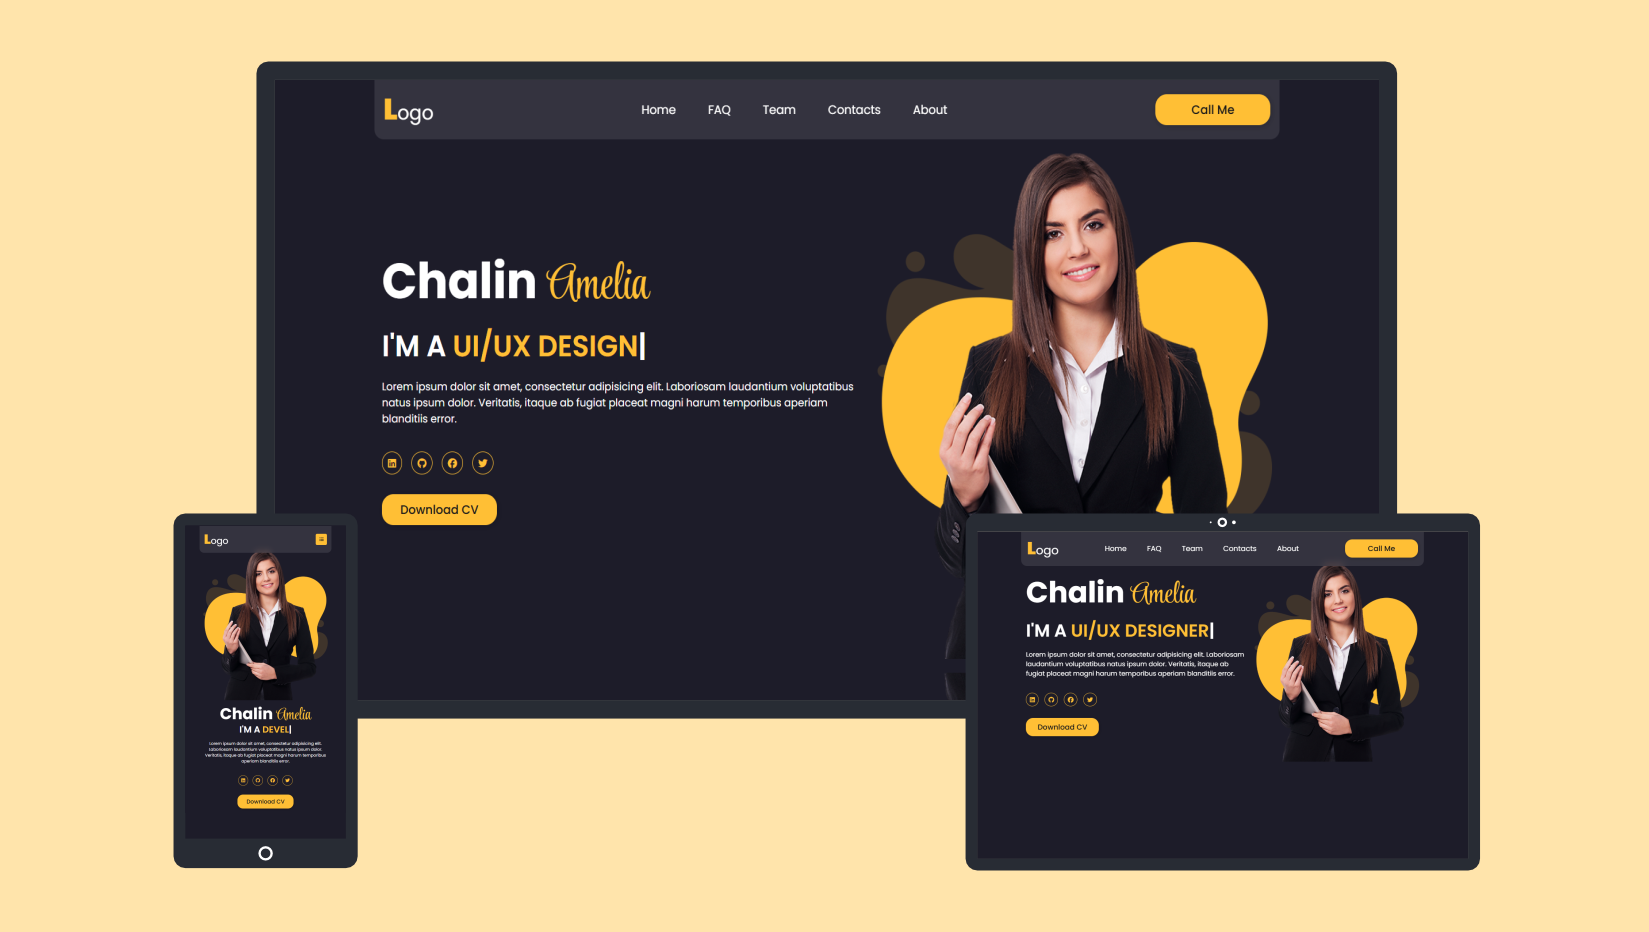 Logo Home FAQ Team Contacts About Call Me
Chalin Amelia
I'M A UI/UX DESIGN|
Lorem ipsum dolor sit amet, consectetur adipisicing elit. Laboriosam laudantium voluptatibus
natus ipsum dolor. Veritatis, itaque ab fugiat placeat magni harum temporibus aperiam
blanditiis error.
Download CV
Logo
Chalin Amelia
I'M A DEVEL|
Lorem ipsum dolor sit amet, consectetur adipisicing elit.
Laboriosam laudantium voluptatibus natus ipsum dolor.
Veritatis, itaque ab fugiat placeat magni harum temporibus
aperiam blanditiis error.
Download CV
Logo Home FAQ Team Contacts About Call Me
Chalin Amelia
I'M A UI/UX DESIGNER|
Lorem ipsum dolor sit amet, consectetur adipisicing elit. Laboriosam
laudantium voluptatibus natus ipsum dolor. Veritatis, itaque ab
fugiat placeat magni harum temporibus aperiam blanditiis error.
Download CV